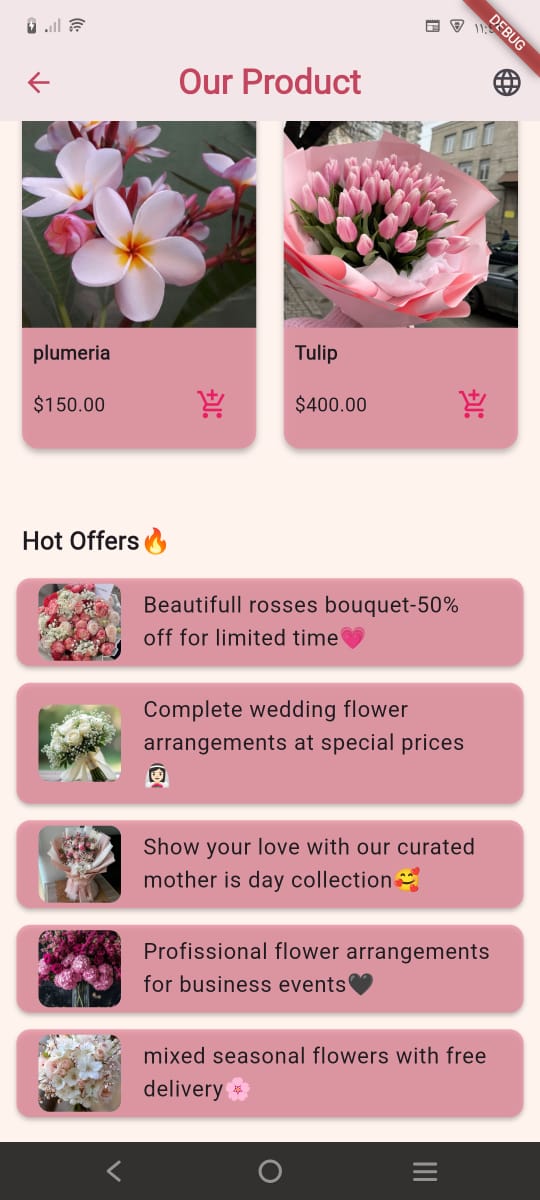 DEBUG
Our Product
plumeria
Tulip
$150.00
$400.00
Hot Offers🔥
Beautifull rosses bouquet-50%
off for limited time💗
Complete wedding flower
arrangements at special prices
👰🏻‍♀️
Show your love with our curated
mother is day collection🥰
Profissional flower arrangements
for business events🖤
mixed seasonal flowers with free
delivery🌸